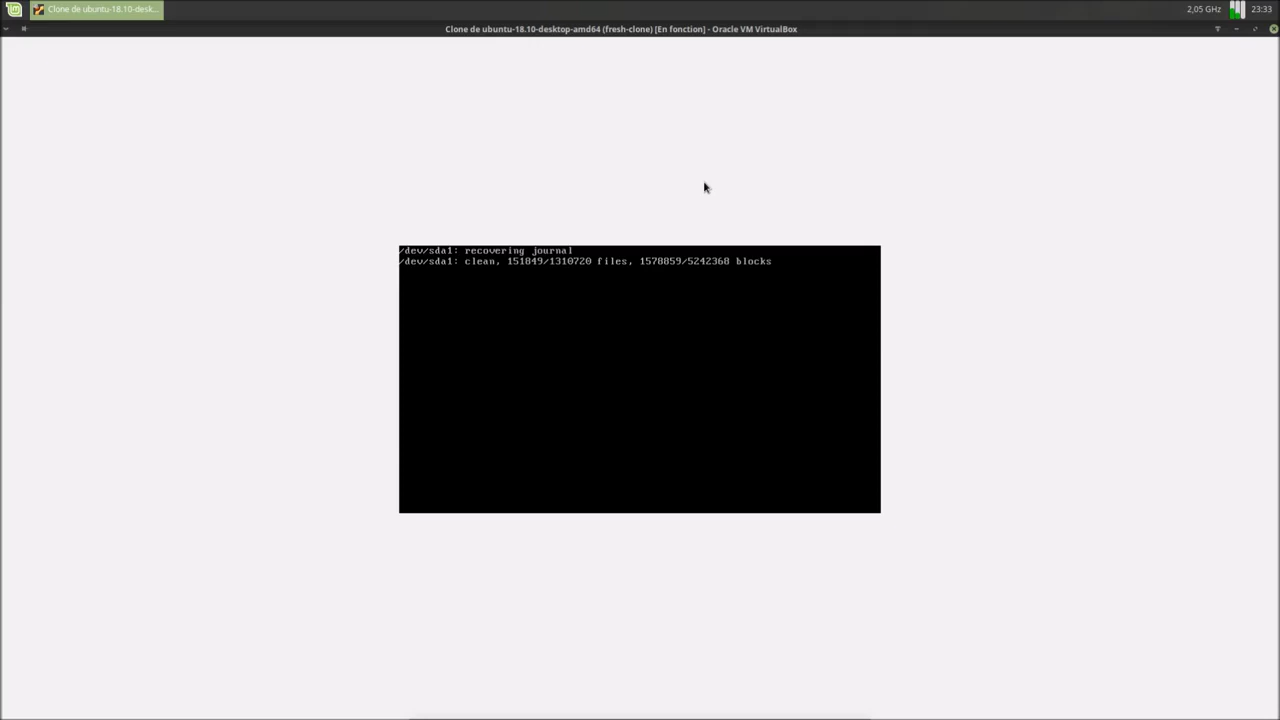 Clone de ubuntu-18.10-desk...
2,05 GHz
23:33
Clone de ubuntu-18.10-desktop-amd64 (fresh-clone) [En fonction] - Oracle VM VirtualBox
/dev/sda1: recovering journal
/dev/sda1: clean, 151849/1310720 files, 1578859/5242368 blocks